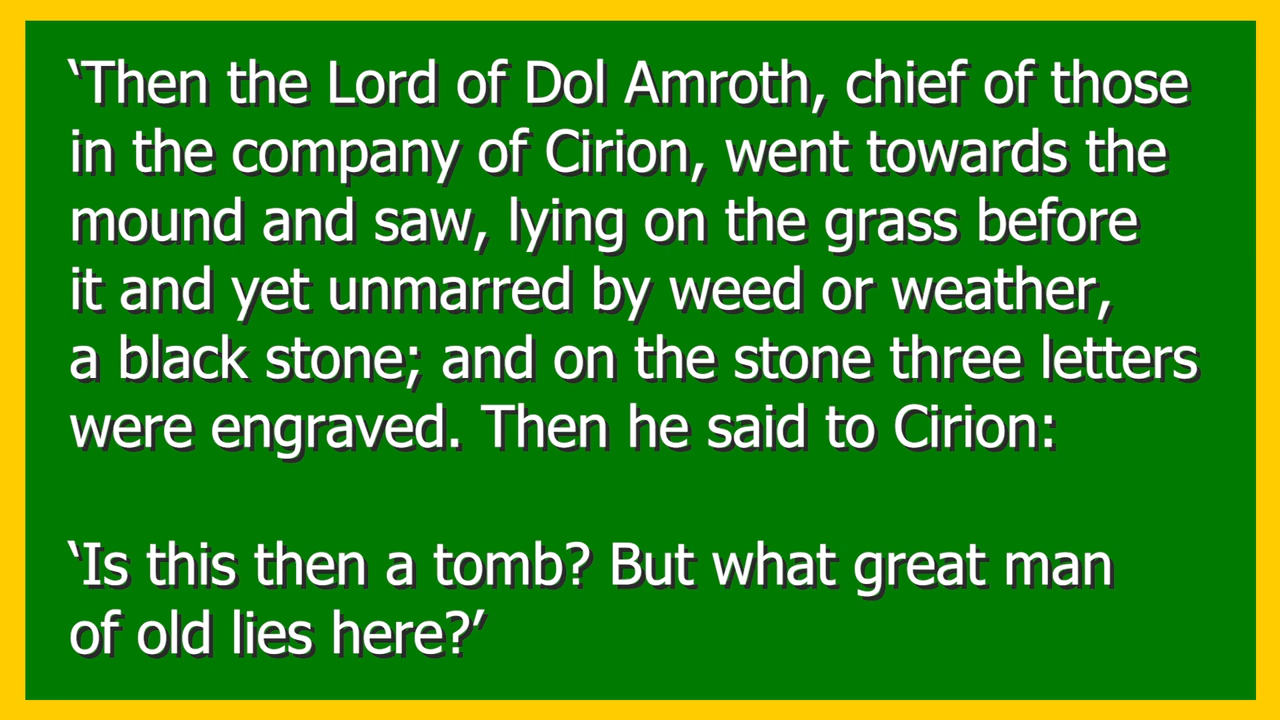 ‘Then the Lord of Dol Amroth, chief of those
in the company of Cirion, went towards the
mound and saw, lying on the grass before
it and yet unmarred by weed or weather,
a black stone; and on the stone three letters
were engraved. Then he said to Cirion:
‘Is this then a tomb? But what great man
of old lies here?’